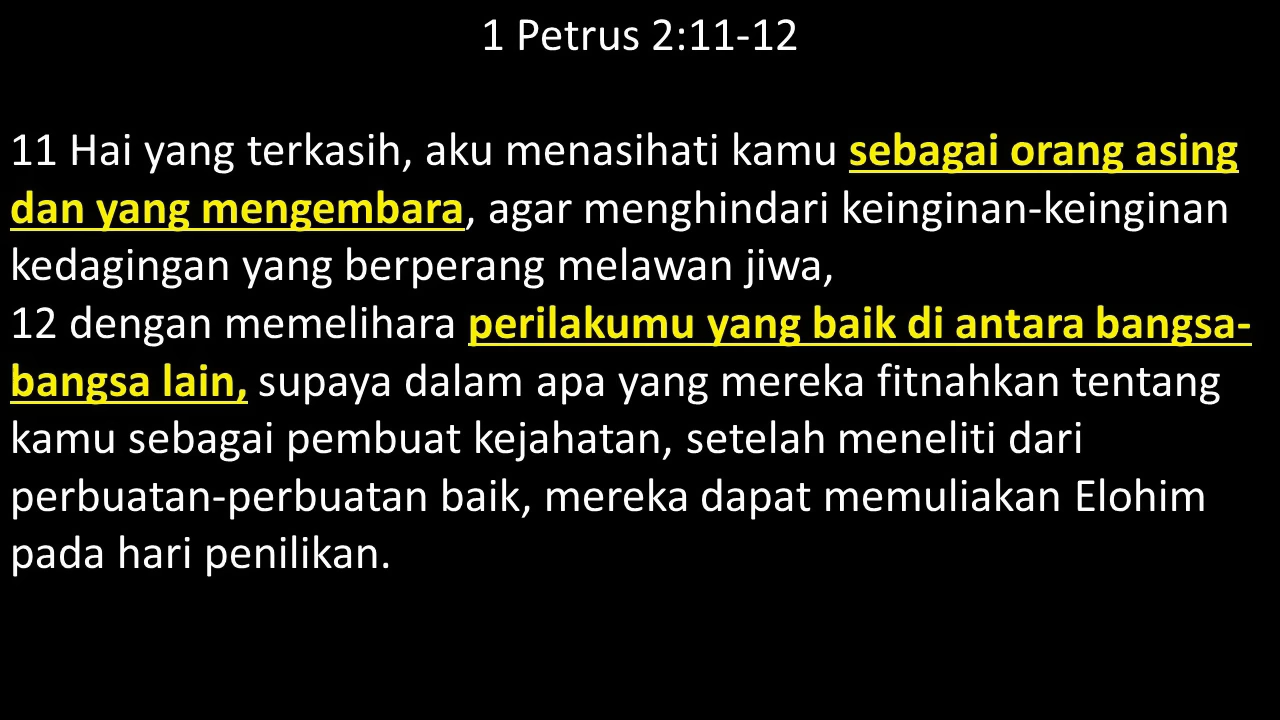 1 Petrus 2:11-12
11 Hai yang terkasih, aku menasihati kamu sebagai orang asing
dan yang mengembara, agar menghindari keinginan-keinginan
kedagingan yang berperang melawan jiwa,
12 dengan memelihara perilakumu yang baik di antara bangsa-
bangsa lain, supaya dalam apa yang mereka fitnahkan tentang
kamu sebagai pembuat kejahatan, setelah meneliti dari
perbuatan-perbuatan baik, mereka dapat memuliakan Elohim
pada hari penilikan.